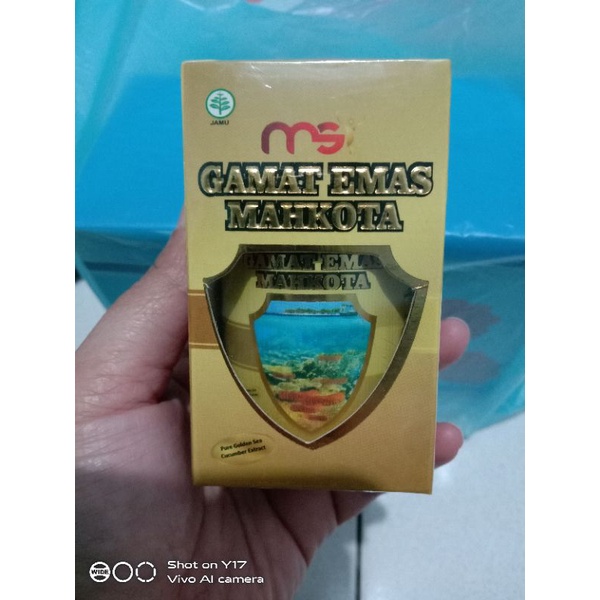 JAMU
ms
GAMAT EMAS
MAHKOTA
GAMAT EMAS
MAHKOTA
Pure Golden Sea
Cucumber Extract
WIDE
Shot on Y17
Vivo AI camera